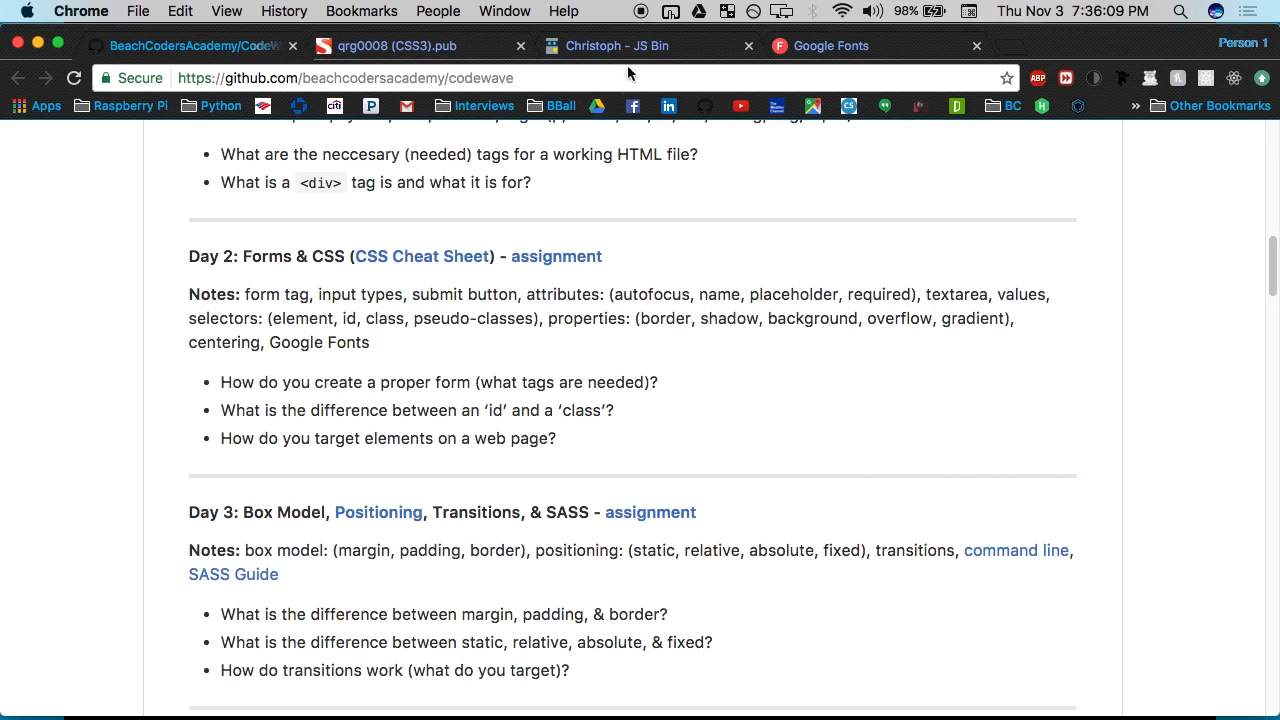 Chrome File Edit View History Bookmarks People Window Help 98% Thu Nov 3 7:36:09 PM
BeachCodersAcademy/CodeW qrg0008 (CSS3).pub Christoph - JS Bin Google Fonts Person 1
Secure https://github.com/beachcodersacademy/codewave ABP
Apps Raspberry Pi Python citi P Interviews BBall CS BC » Other Bookmarks
What are the neccesary (needed) tags for a working HTML file?
What is a <div> tag is and what it is for?
Day 2: Forms & CSS (CSS Cheat Sheet) - assignment
Notes: form tag, input types, submit button, attributes: (autofocus, name, placeholder, required), textarea, values,
selectors: (element, id, class, pseudo-classes), properties: (border, shadow, background, overflow, gradient),
centering, Google Fonts
How do you create a proper form (what tags are needed)?
What is the difference between an ‘id’ and a ‘class’?
How do you target elements on a web page?
Day 3: Box Model, Positioning, Transitions, & SASS - assignment
Notes: box model: (margin, padding, border), positioning: (static, relative, absolute, fixed), transitions, command line,
SASS Guide
What is the difference between margin, padding, & border?
What is the difference between static, relative, absolute, & fixed?
How do transitions work (what do you target)?